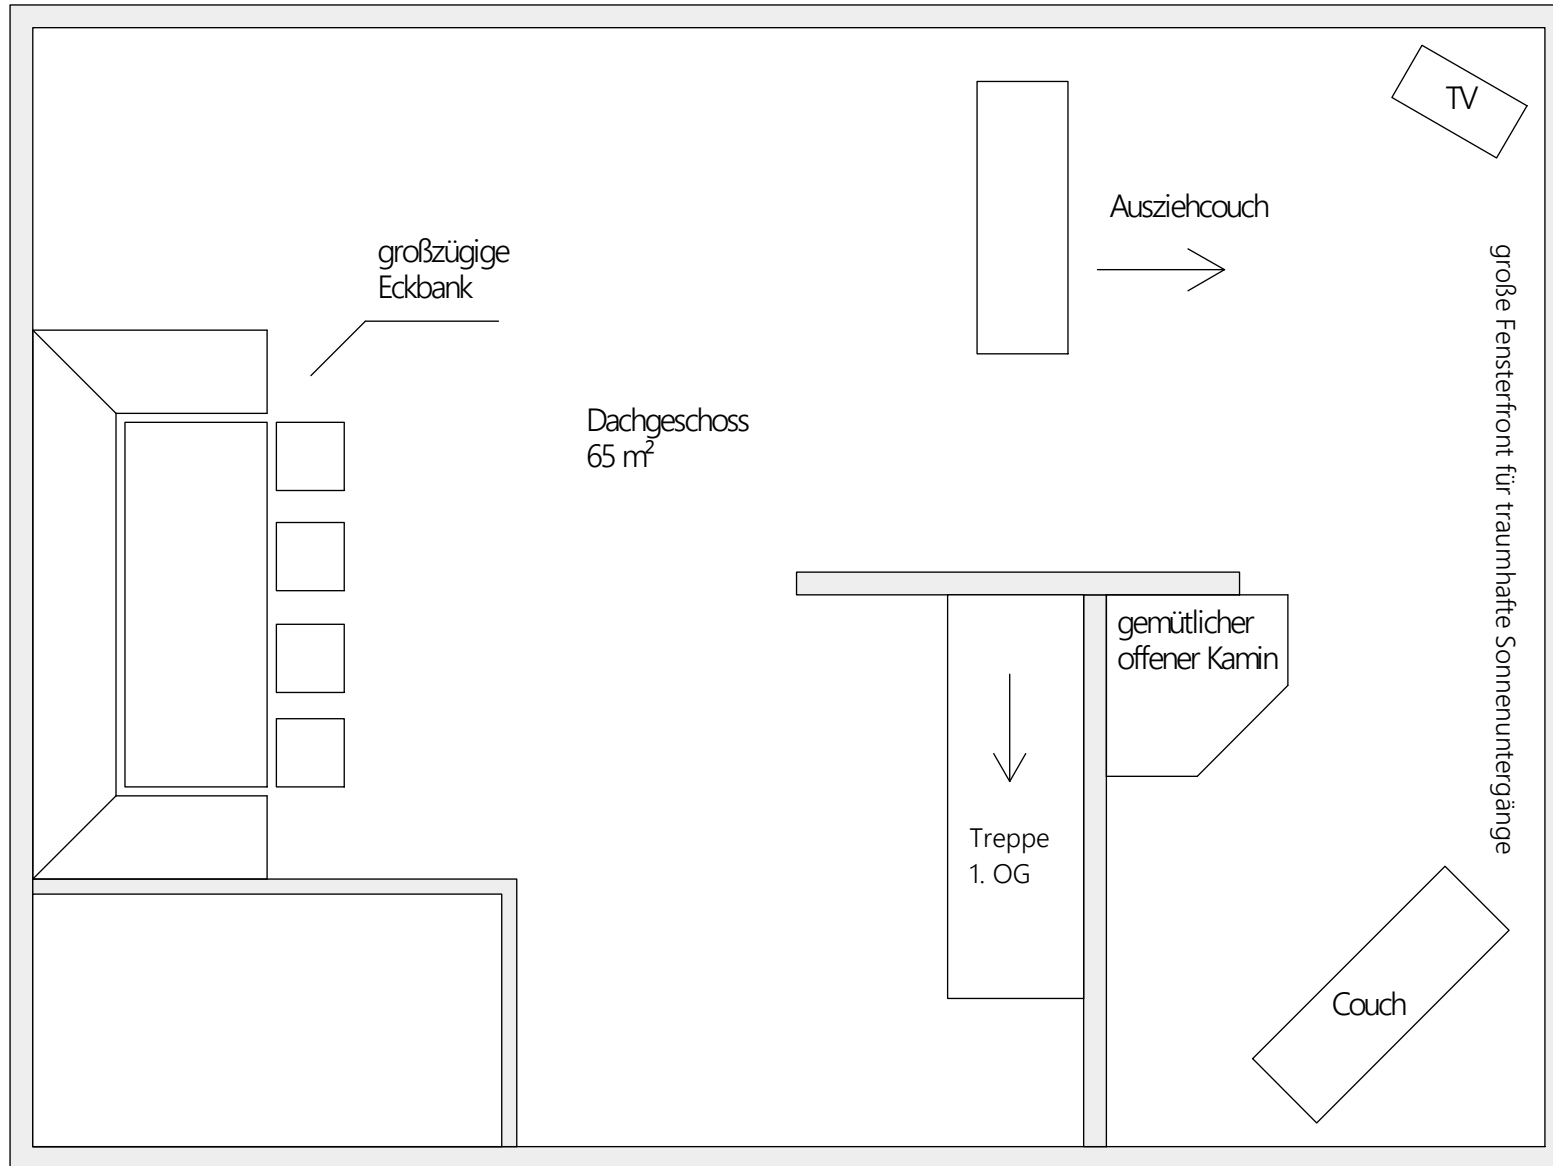 TV
Ausziehcouch
großzügige
Eckbank
große Fensterfront für traumhafte Sonnenuntergänge
Dachgeschoss
65 m²
gemütlicher
offener Kamin
Treppe
1. OG
Couch